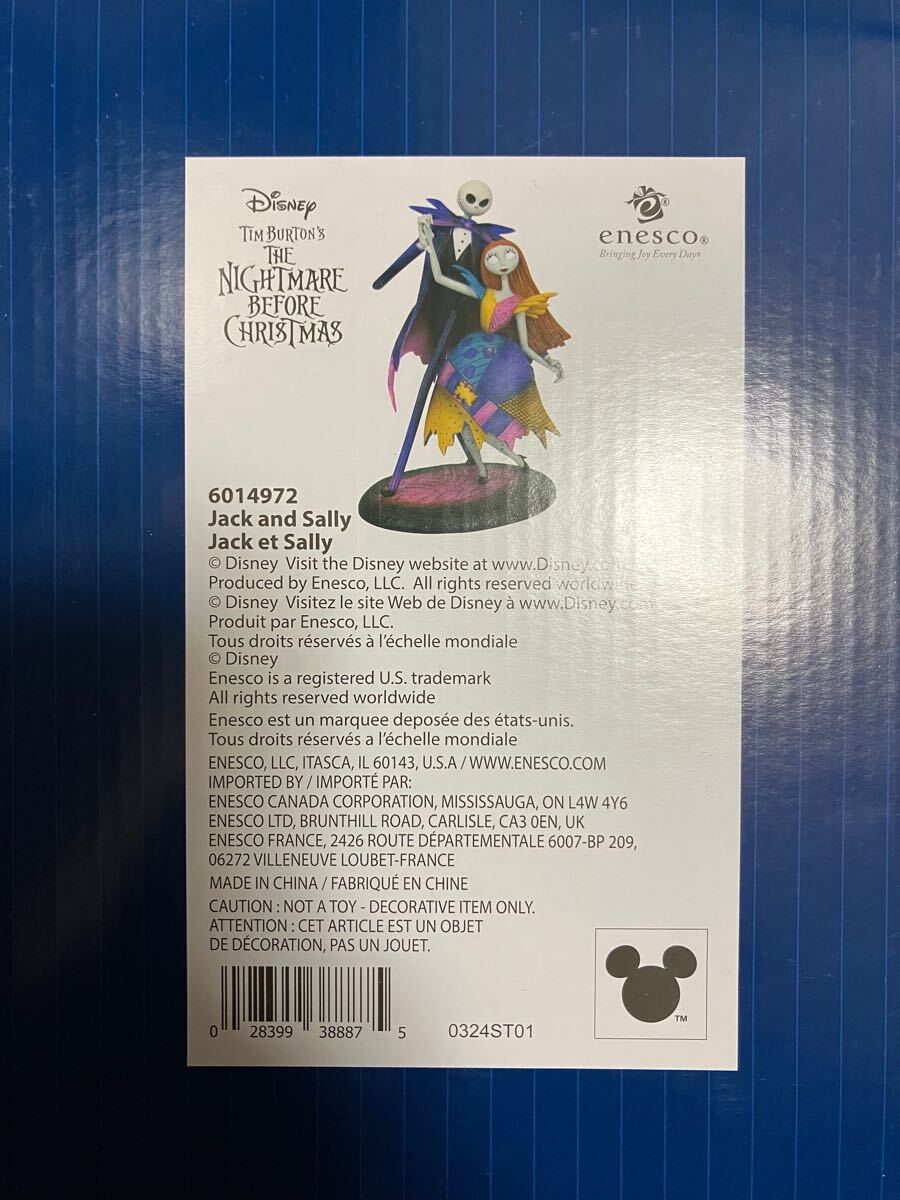 Disney
TIM BURTON'S
THE
NIGHTMARE
BEFORE
CHRISTMAS
enesco®
Bringing Joy Every Day®
6014972
Jack and Sally
Jack et Sally
© Disney Visit the Disney website at www.Disney.com
Produced by Enesco, LLC. All rights reserved worldwide
© Disney Visitez le site Web de Disney à www.Disney.com
Produit par Enesco, LLC.
Tous droits réservés à l'échelle mondiale
© Disney
Enesco is a registered U.S. trademark
All rights reserved worldwide
Enesco est un marquee deposée des états-unis.
Tous droits réservés a l'échelle mondiale
ENESCO, LLC, ITASCA, IL 60143, U.S.A / WWW.ENESCO.COM
IMPORTED BY / IMPORTÉ PAR:
ENESCO CANADA CORPORATION, MISSISSAUGA, ON L4W 4Y6
ENESCO LTD, BRUNTHILL ROAD, CARLISLE, CA3 0EN, UK
ENESCO FRANCE, 2426 ROUTE DÉPARTEMENTALE 6007-BP 209,
06272 VILLENEUVE LOUBET-FRANCE
MADE IN CHINA / FABRIQUÉ EN CHINE
CAUTION : NOT A TOY - DECORATIVE ITEM ONLY.
ATTENTION : CET ARTICLE EST UN OBJET
DE DÉCORATION, PAS UN JOUET.
0 28399 38887 5
0324ST01
TM